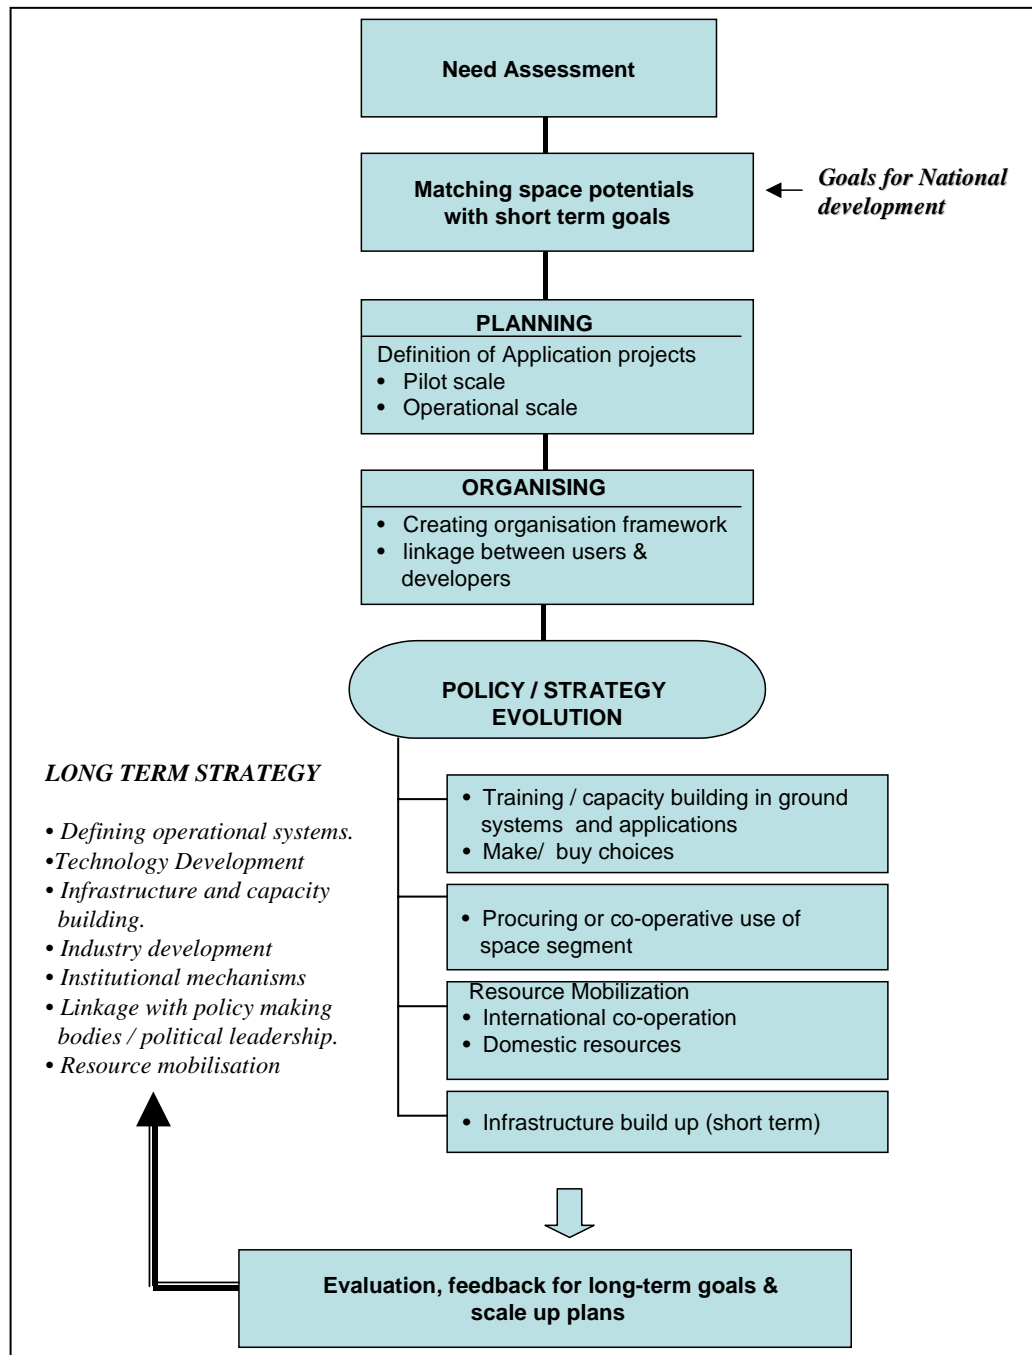 Need Assessment
Matching space potentials
with short term goals
Goals for National
development
PLANNING
Definition of Application projects
• Pilot scale
• Operational scale
ORGANISING
• Creating organisation framework
• linkage between users &
developers
POLICY / STRATEGY
EVOLUTION
LONG TERM STRATEGY
• Defining operational systems.
•Technology Development
• Infrastructure and capacity
building.
• Industry development
• Institutional mechanisms
• Linkage with policy making
bodies / political leadership.
• Resource mobilisation
• Training / capacity building in ground
systems and applications
• Make/ buy choices
• Procuring or co-operative use of
space segment
Resource Mobilization
• International co-operation
• Domestic resources
• Infrastructure build up (short term)
Evaluation, feedback for long-term goals &
scale up plans